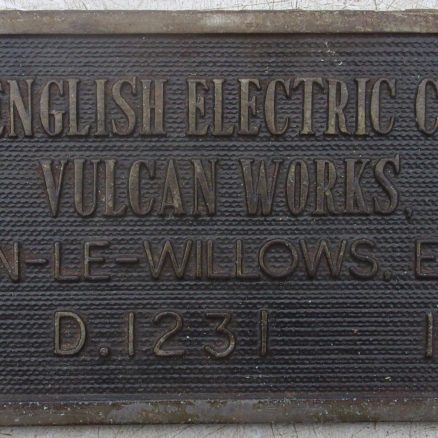 ENGLISH ELECTRIC C
VULCAN WORKS,
N-LE-WILLOWS, E
D.1231 1